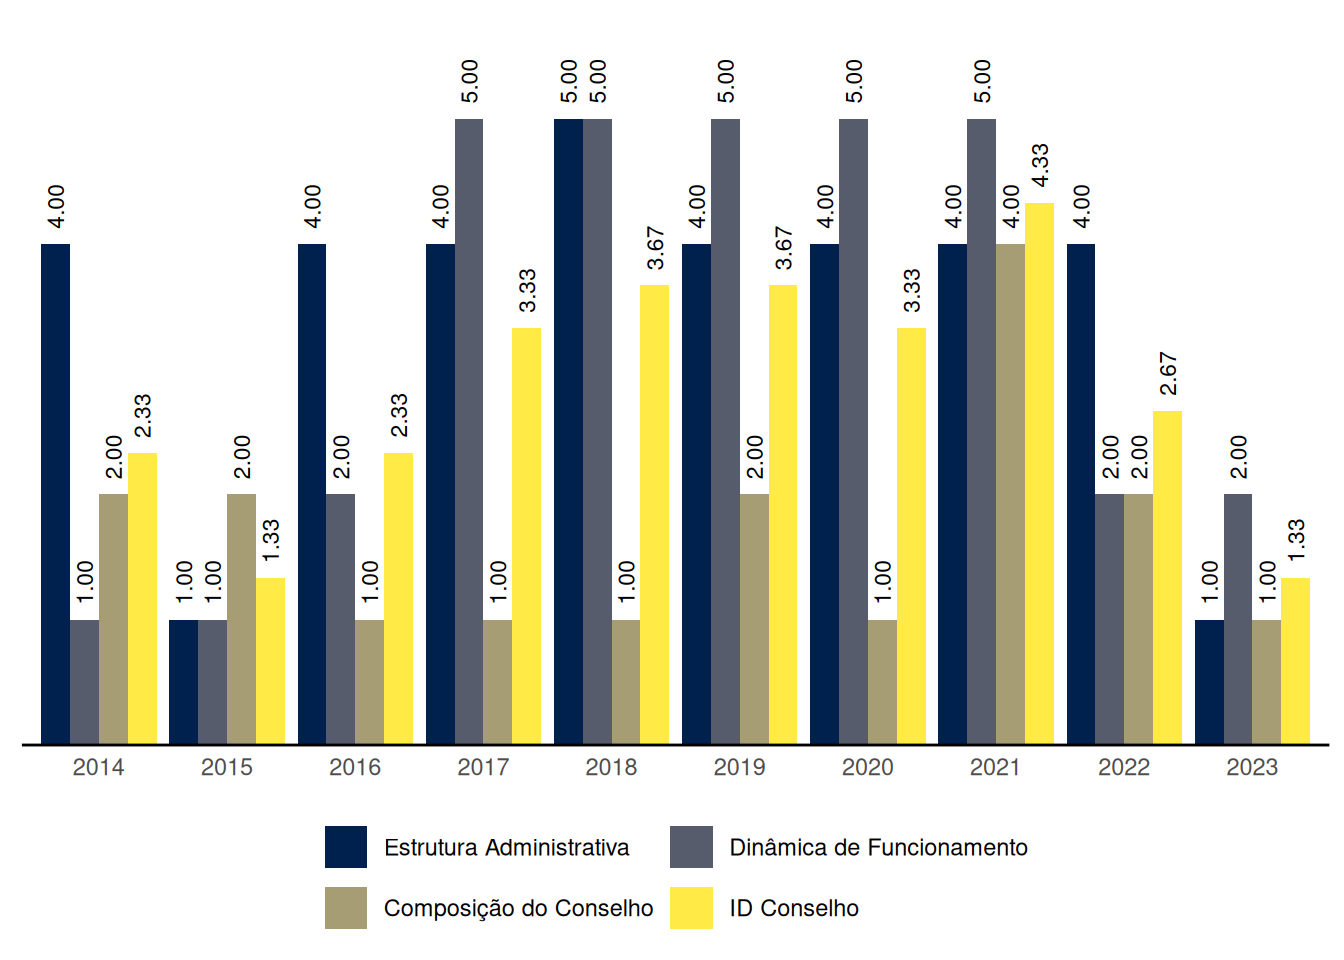 4.00 1.00 2.00 2.33
1.00 1.00 2.00 1.33
4.00 2.00 1.00 2.33
4.00 5.00 1.00 3.33
5.00 5.00 1.00 3.67
4.00 5.00 2.00 3.67
4.00 5.00 1.00 3.33
4.00 5.00 4.00 4.33
4.00 2.00 2.00 2.67
1.00 2.00 1.00 1.33
2014 2015 2016 2017 2018 2019 2020 2021 2022 2023
Estrutura Administrativa Dinâmica de Funcionamento
Composição do Conselho ID Conselho